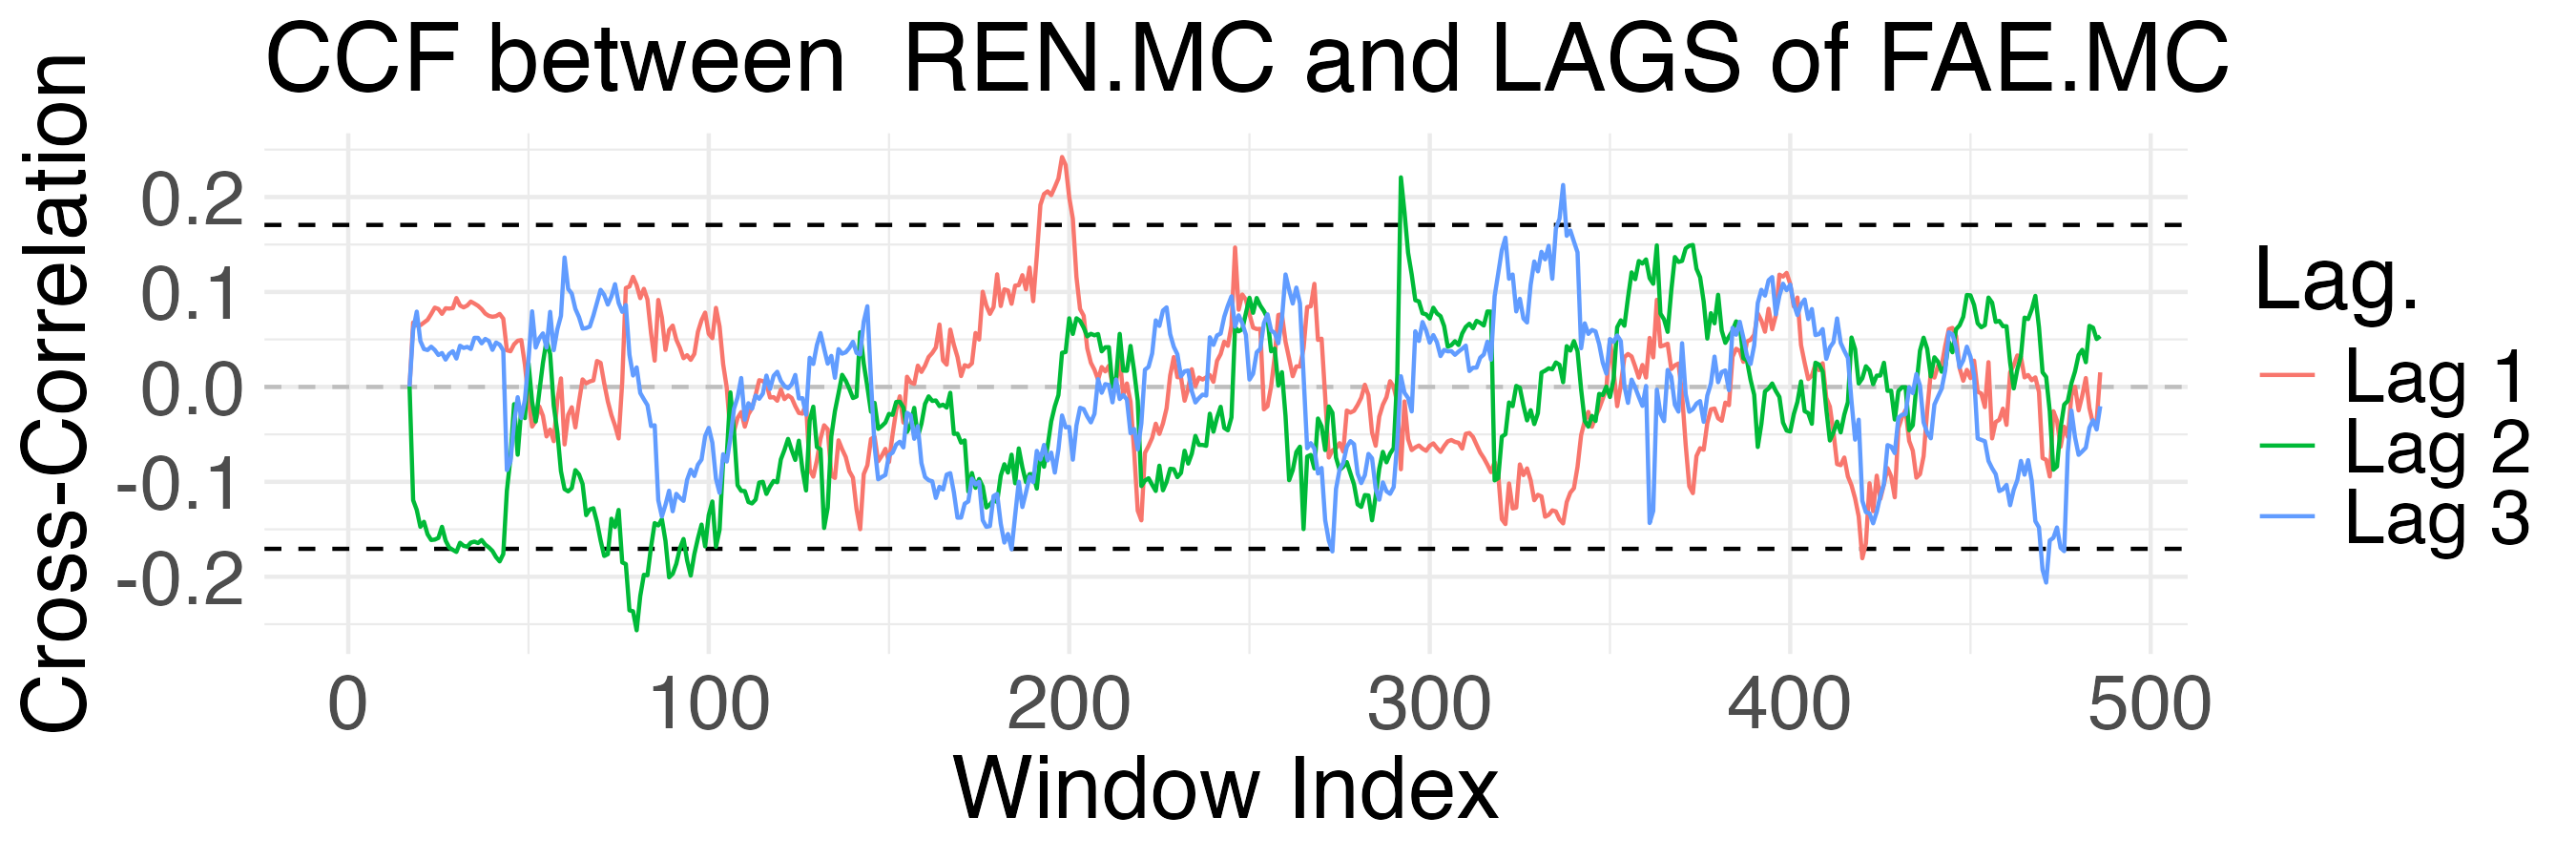 CCF between  REN.MC and LAGS of FAE.MC
Cross-Correlation
0.2
0.1
0.0
-0.1
-0.2
0 100 200 300 400 500
Window Index
Lag.
Lag 1
Lag 2
Lag 3